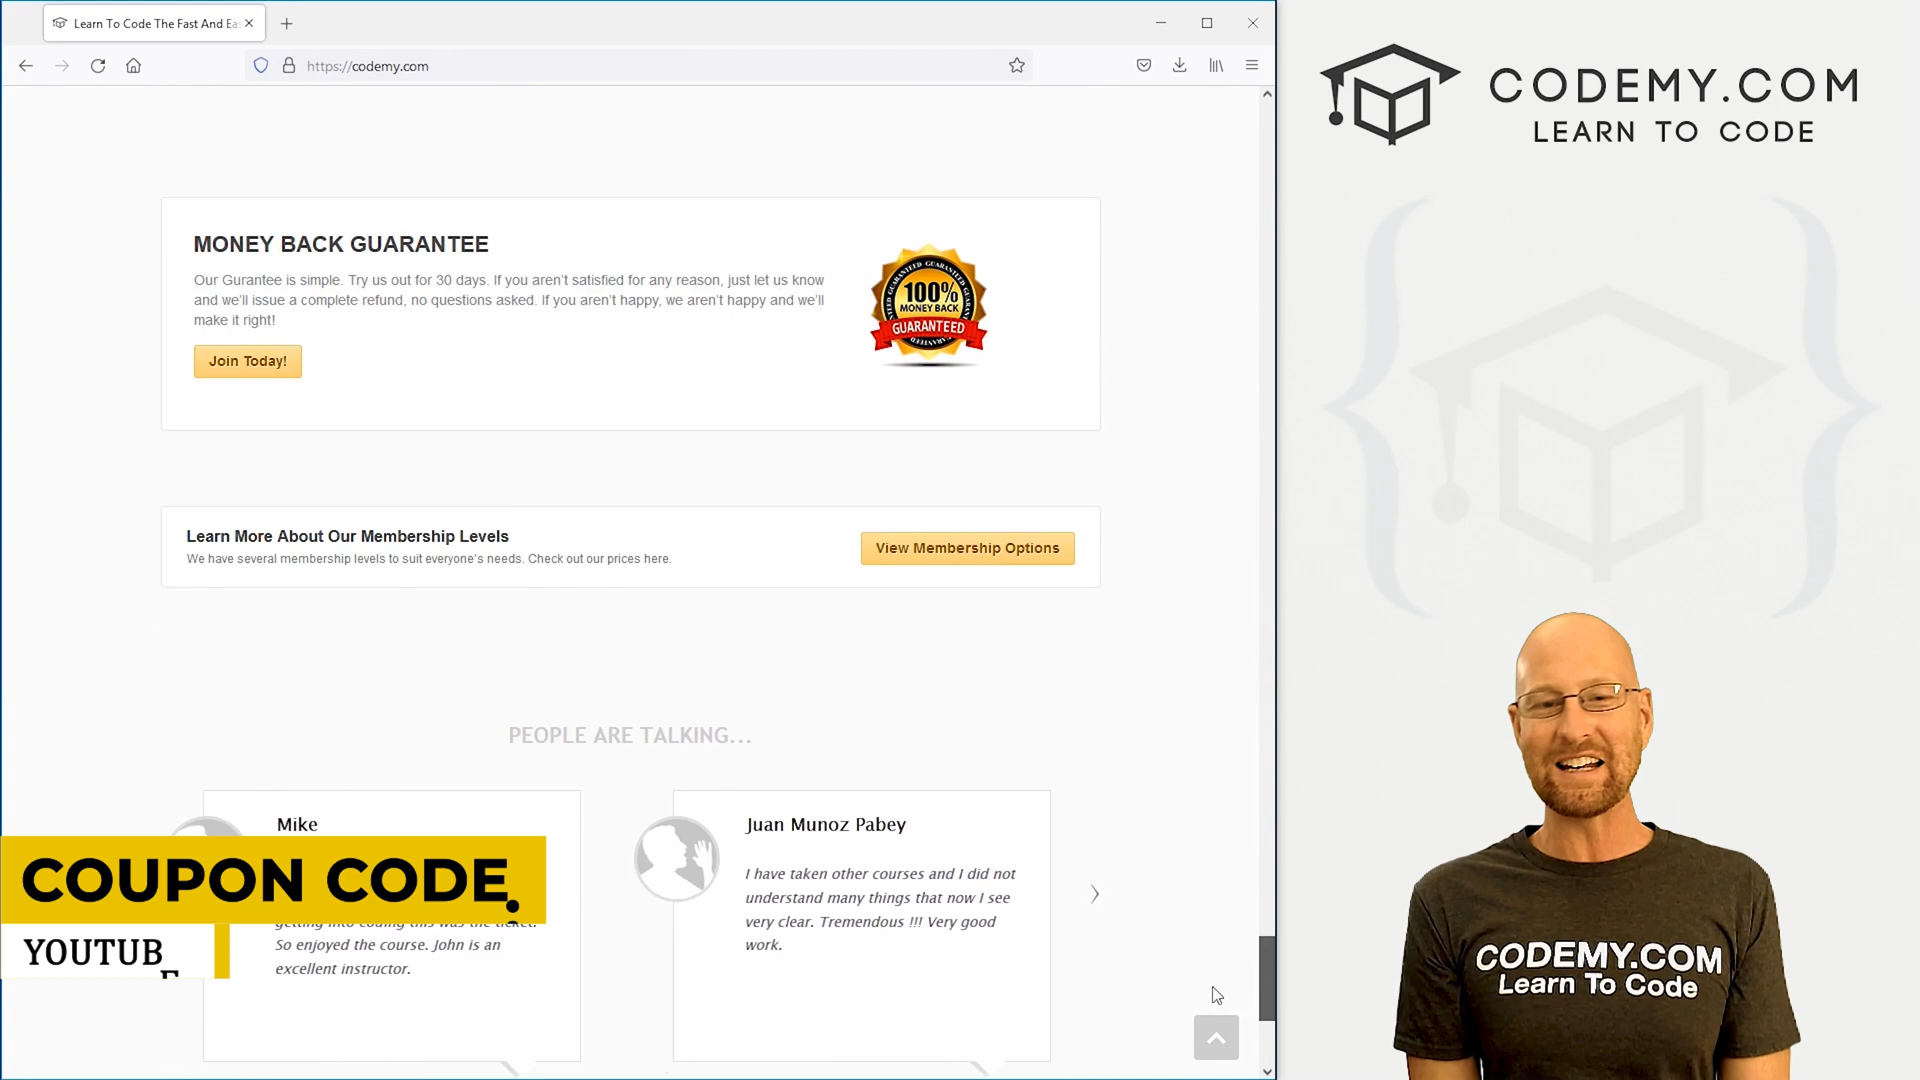 Learn To Code The Fast And Ea
https://codemy.com
CODEMY.COM
LEARN TO CODE
MONEY BACK GUARANTEE
Our Gurantee is simple. Try us out for 30 days. If you aren't satisfied for any reason, just let us know
and we'll issue a complete refund, no questions asked. If you aren't happy, we aren't happy and we'll
make it right!
Join Today!
100%
MONEY BACK
GUARANTEED
Learn More About Our Membership Levels
We have several membership levels to suit everyone's needs. Check out our prices here.
View Membership Options
PEOPLE ARE TALKING...
Mike
So enjoyed the course. John is an
excellent instructor.
Juan Munoz Pabey
I have taken other courses and I did not
understand many things that now I see
very clear. Tremendous !!! Very good
work.
COUPON CODE:
YOUTUBE
CODEMY.COM
Learn To Code